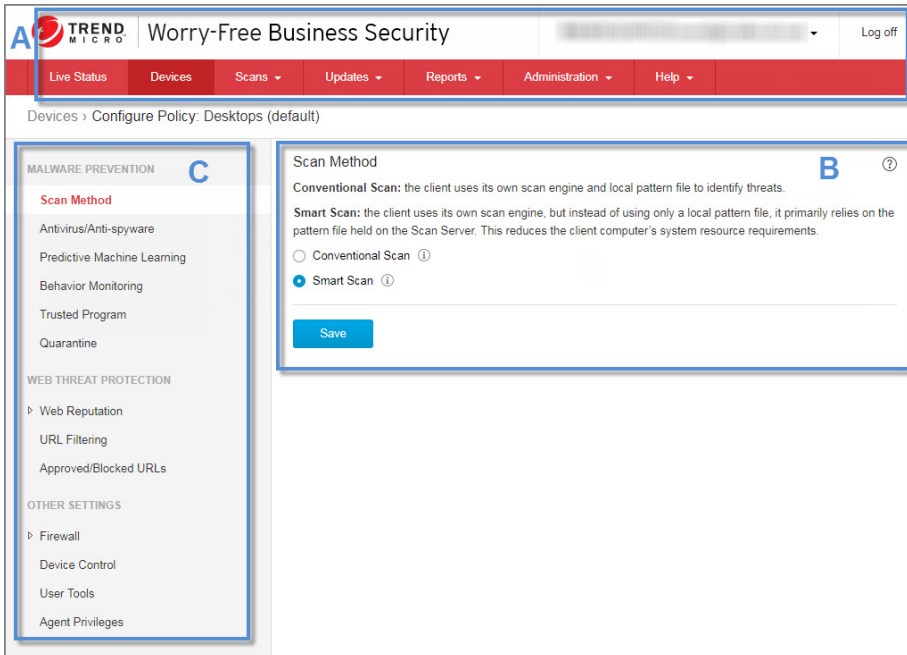 A
TREND MICRO
Worry-Free Business Security
Log off
Live Status
Devices
Scans
Updates
Reports
Administration
Help
Devices › Configure Policy: Desktops (default)
C
MALWARE PREVENTION
Scan Method
Antivirus/Anti-spyware
Predictive Machine Learning
Behavior Monitoring
Trusted Program
Quarantine
WEB THREAT PROTECTION
Web Reputation
URL Filtering
Approved/Blocked URLs
OTHER SETTINGS
Firewall
Device Control
User Tools
Agent Privileges
Scan Method
B
?
Conventional Scan: the client uses its own scan engine and local pattern file to identify threats.
Smart Scan: the client uses its own scan engine, but instead of using only a local pattern file, it primarily relies on the
pattern file held on the Scan Server. This reduces the client computer's system resource requirements.
Conventional Scan i
Smart Scan i
Save